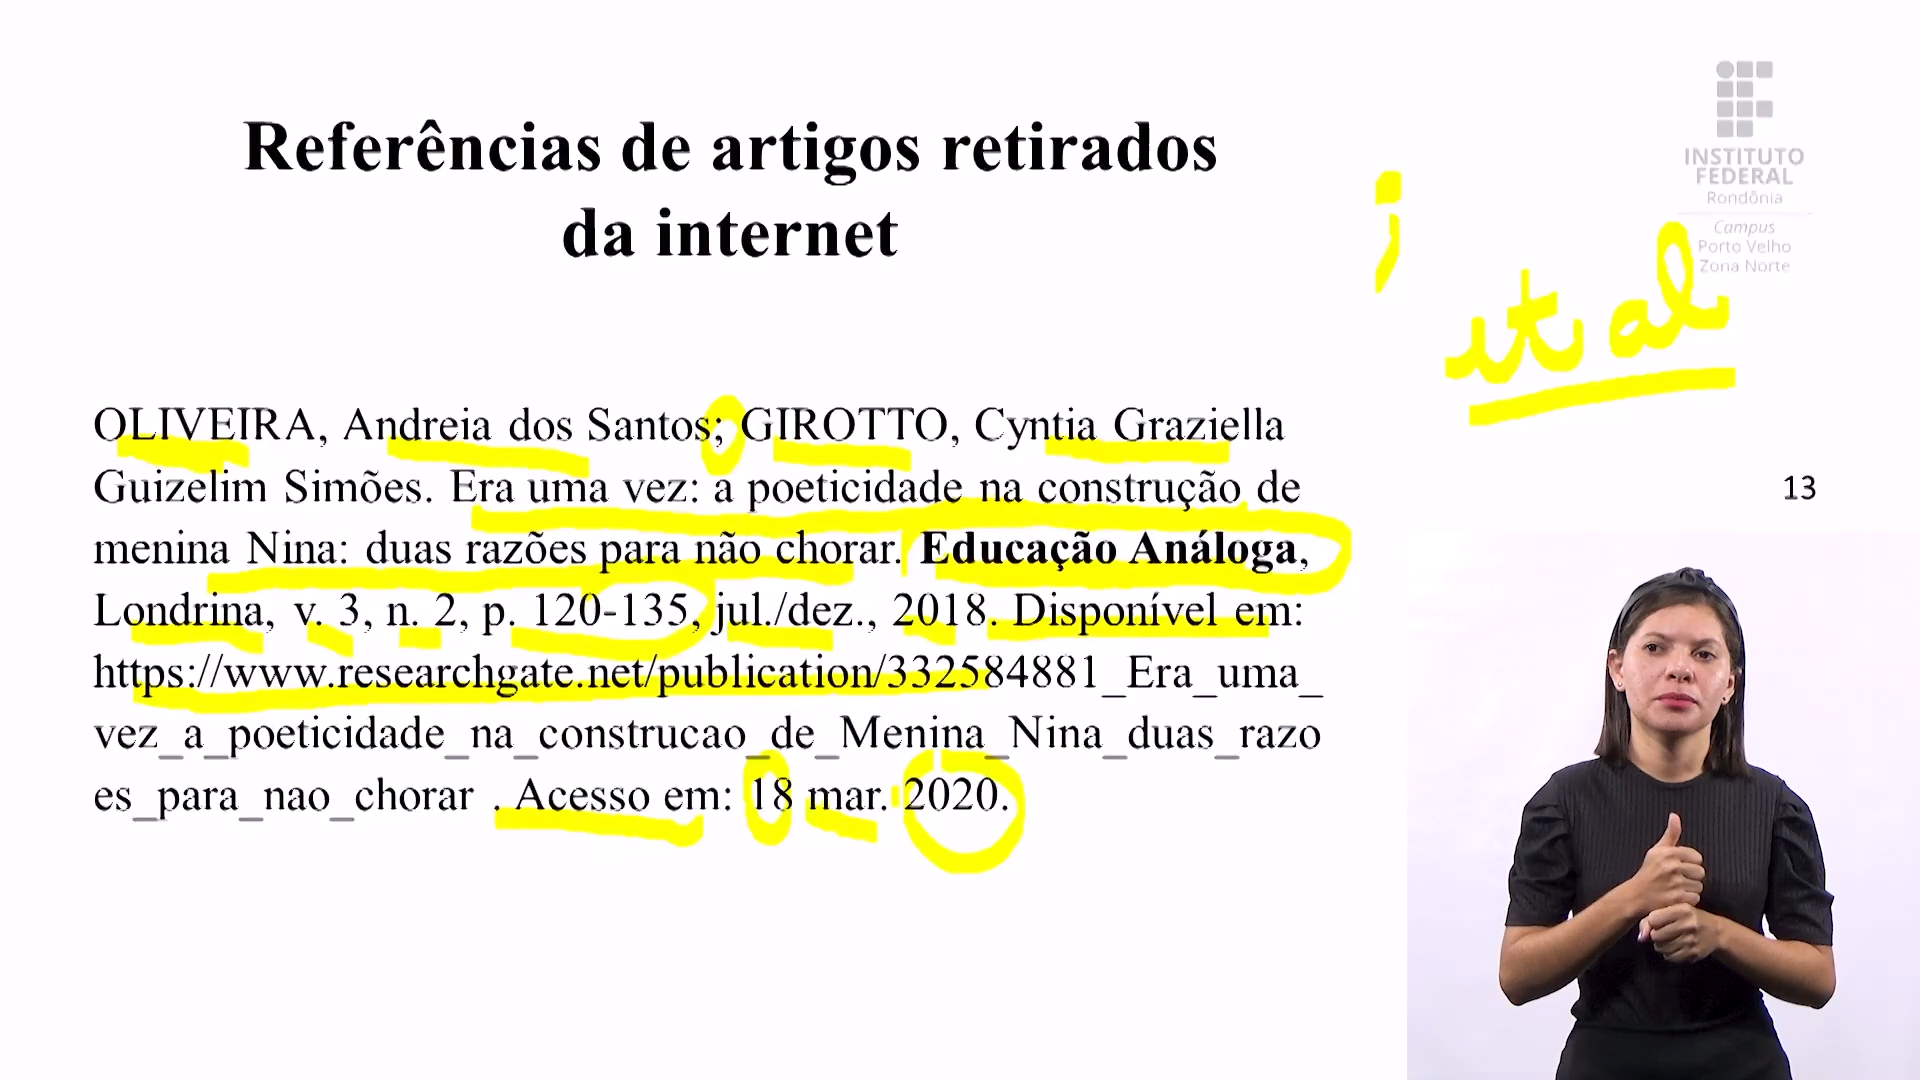 Referências de artigos retirados
da internet
INSTITUTO
FEDERAL
Rondônia
Campus
Porto Velho
Zona Norte
;
ital
OLIVEIRA, Andreia dos Santos; GIROTTO, Cyntia Graziella
Guizelim Simões. Era uma vez: a poeticidade na construção de
menina Nina: duas razões para não chorar. Educação Análoga,
Londrina, v. 3, n. 2, p. 120-135, jul./dez., 2018. Disponível em:
https://www.researchgate.net/publication/332584881_Era_uma_
vez_a_poeticidade_na_construcao_de_Menina_Nina_duas_razo
es_para_nao_chorar . Acesso em: 18 mar. 2020.
13